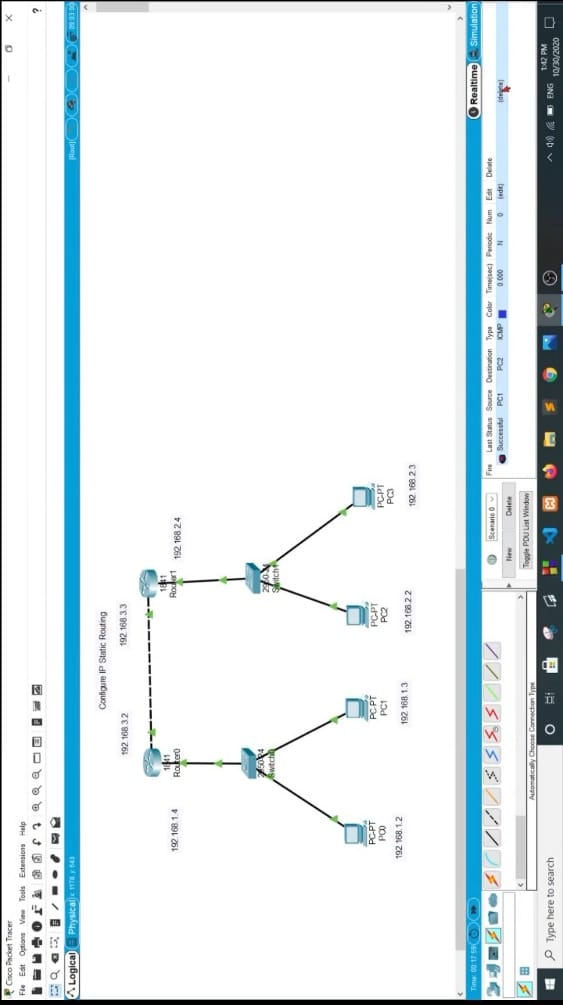 Cisco Packet Tracer
File Edit Options View Tools Extensions Help
?
Logical Physical x: 1178, y: 643
[Root]
Configure IP Static Routing
192.168.3.2
192.168.3.3
1841
Router0
1841
Router1
192.168.1.4
192.168.2.4
2950-24
Switch0
2950-24
Switch1
PC-PT
PC0
PC-PT
PC1
PC-PT
PC2
PC-PT
PC3
192.168.1.2
192.168.1.3
192.168.2.2
192.168.2.3
Realtime Simulation
Scenario 0
New Delete
Toggle PDU List Window
Fire Last Status Source Destination Type Color Time(sec) Periodic Num Edit Delete
Successful PC1 PC2 ICMP 0.000 N 0 (edit) (delete)
Automatically Choose Connection Type
Type here to search
ENG
1:42 PM
10/30/2020